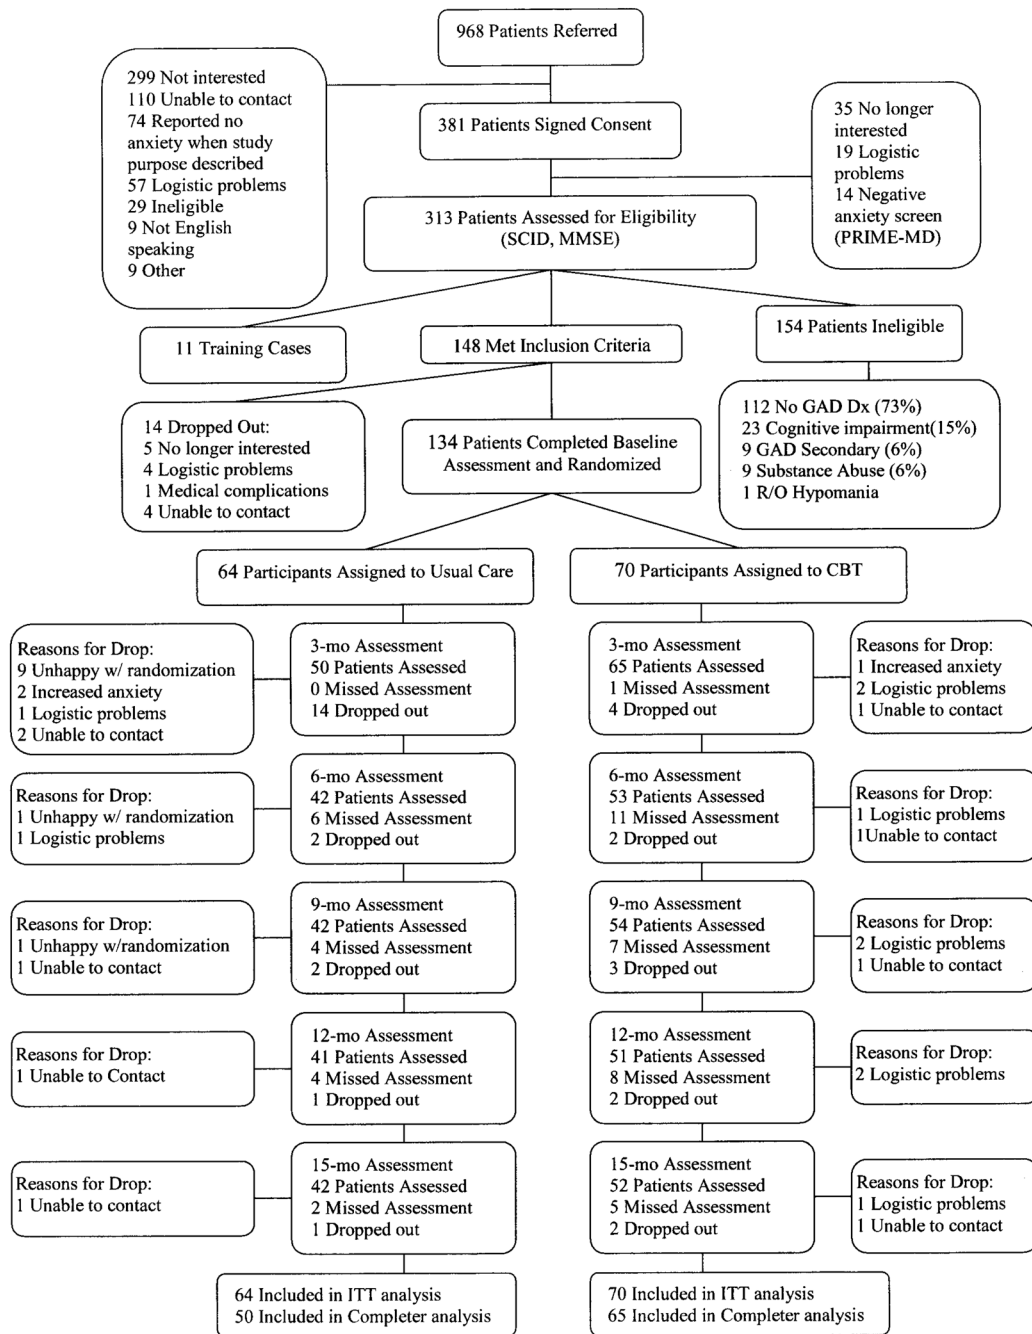 968 Patients Referred
299 Not interested
110 Unable to contact
74 Reported no
anxiety when study
purpose described
57 Logistic problems
29 Ineligible
9 Not English
speaking
9 Other
381 Patients Signed Consent
35 No longer
interested
19 Logistic
problems
14 Negative
anxiety screen
(PRIME-MD)
313 Patients Assessed for Eligibility
(SCID, MMSE)
11 Training Cases
148 Met Inclusion Criteria
154 Patients Ineligible
14 Dropped Out:
5 No longer interested
4 Logistic problems
1 Medical complications
4 Unable to contact
134 Patients Completed Baseline
Assessment and Randomized
112 No GAD Dx (73%)
23 Cognitive impairment(15%)
9 GAD Secondary (6%)
9 Substance Abuse (6%)
1 R/O Hypomania
64 Participants Assigned to Usual Care
70 Participants Assigned to CBT
Reasons for Drop:
9 Unhappy w/ randomization
2 Increased anxiety
1 Logistic problems
2 Unable to contact
3-mo Assessment
50 Patients Assessed
0 Missed Assessment
14 Dropped out
3-mo Assessment
65 Patients Assessed
1 Missed Assessment
4 Dropped out
Reasons for Drop:
1 Increased anxiety
2 Logistic problems
1 Unable to contact
Reasons for Drop:
1 Unhappy w/ randomization
1 Logistic problems
6-mo Assessment
42 Patients Assessed
6 Missed Assessment
2 Dropped out
6-mo Assessment
53 Patients Assessed
11 Missed Assessment
2 Dropped out
Reasons for Drop:
1 Logistic problems
1Unable to contact
Reasons for Drop:
1 Unhappy w/randomization
1 Unable to contact
9-mo Assessment
42 Patients Assessed
4 Missed Assessment
2 Dropped out
9-mo Assessment
54 Patients Assessed
7 Missed Assessment
3 Dropped out
Reasons for Drop:
2 Logistic problems
1 Unable to contact
Reasons for Drop:
1 Unable to Contact
12-mo Assessment
41 Patients Assessed
4 Missed Assessment
1 Dropped out
12-mo Assessment
51 Patients Assessed
8 Missed Assessment
2 Dropped out
Reasons for Drop:
2 Logistic problems
Reasons for Drop:
1 Unable to contact
15-mo Assessment
42 Patients Assessed
2 Missed Assessment
1 Dropped out
15-mo Assessment
52 Patients Assessed
5 Missed Assessment
2 Dropped out
Reasons for Drop:
1 Logistic problems
1 Unable to contact
64 Included in ITT analysis
50 Included in Completer analysis
70 Included in ITT analysis
65 Included in Completer analysis